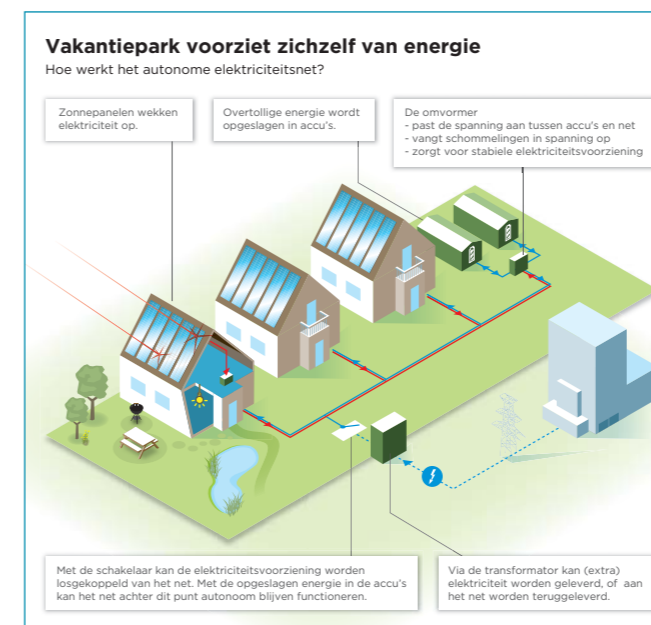 Vakantiepark voorziet zichzelf van energie
Hoe werkt het autonome elektriciteitsnet?
Zonnepanelen wekken
elektriciteit op.
Overtollige energie wordt
opgeslagen in accu's.
De omvormer
- past de spanning aan tussen accu's en net
- vangt schommelingen in spanning op
- zorgt voor stabiele elektriciteitsvoorziening
Met de schakelaar kan de elektriciteitsvoorziening worden
losgekoppeld van het net. Met de opgeslagen energie in de accu's
kan het net achter dit punt autonoom blijven functioneren.
Via de transformator kan (extra)
elektriciteit worden geleverd, of aan
het net worden teruggeleverd.